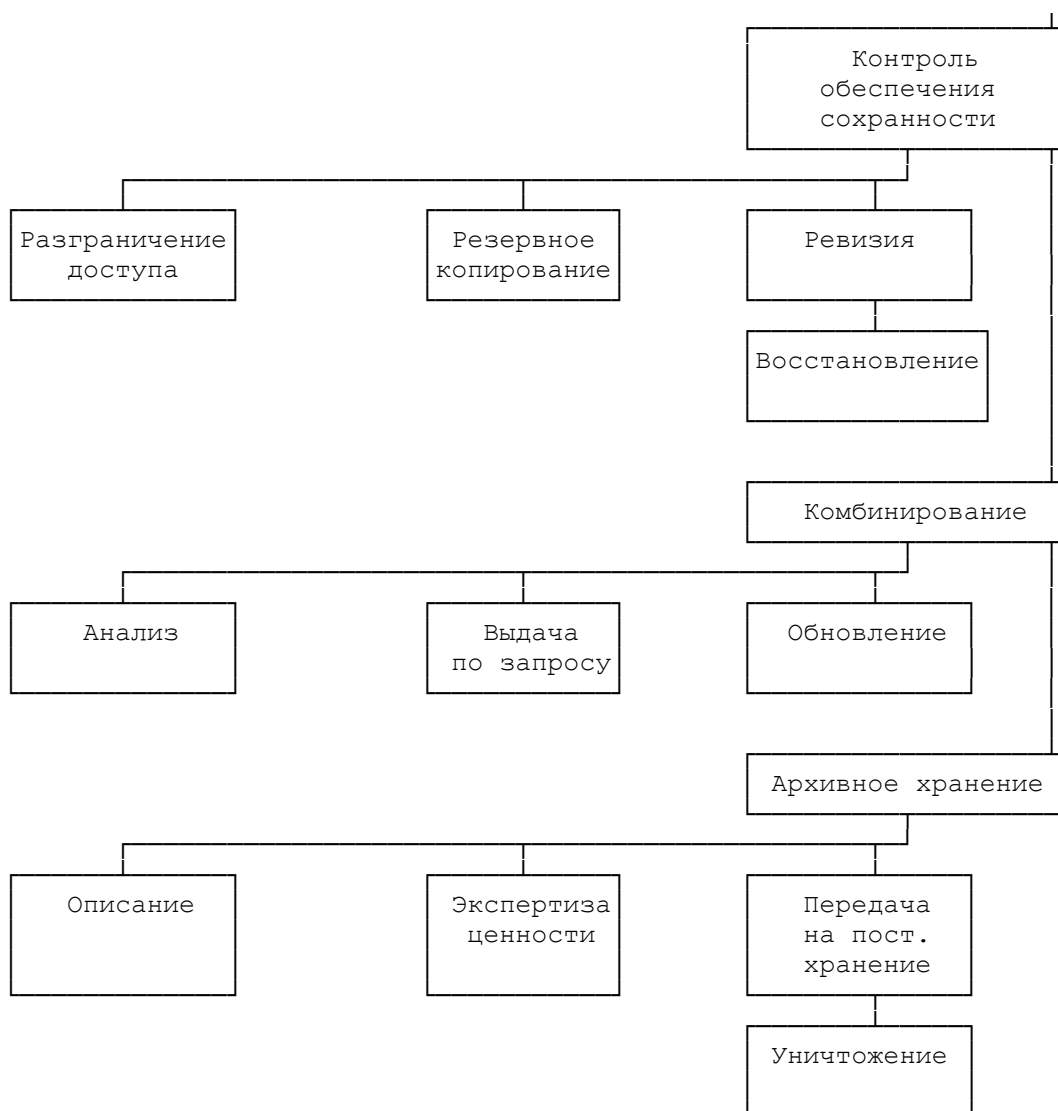 Контроль
обеспечения
сохранности
Разграничение
доступа
Резервное
копирование
Ревизия
Восстановление
Комбинирование
Анализ
Выдача
по запросу
Обновление
Архивное хранение
Описание
Экспертиза
ценности
Передача
на пост.
хранение
Уничтожение